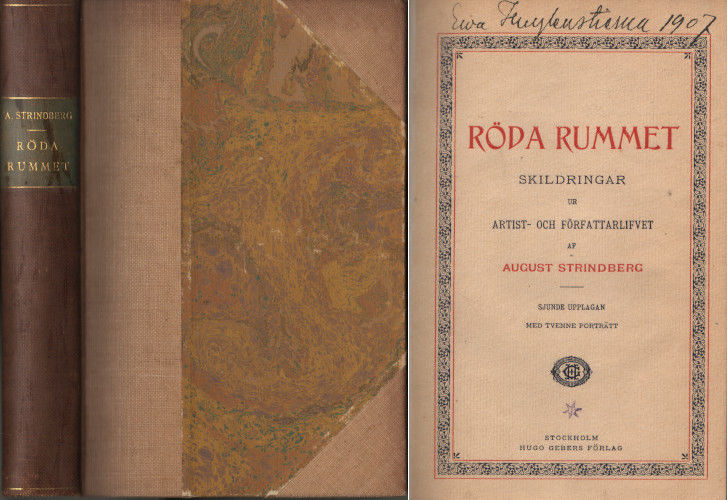 A. STRINDBERG
RÖDA
RUMMET
1907
RÖDA RUMMET
SKILDRINGAR
UR
ARTIST- OCH FÖRFATTARLIFVET
AF
AUGUST STRINDBERG
SJUNDE UPPLAGAN
MED TVENNE PORTRÄTT
STOCKHOLM
HUGO GEBERS FÖRLAG